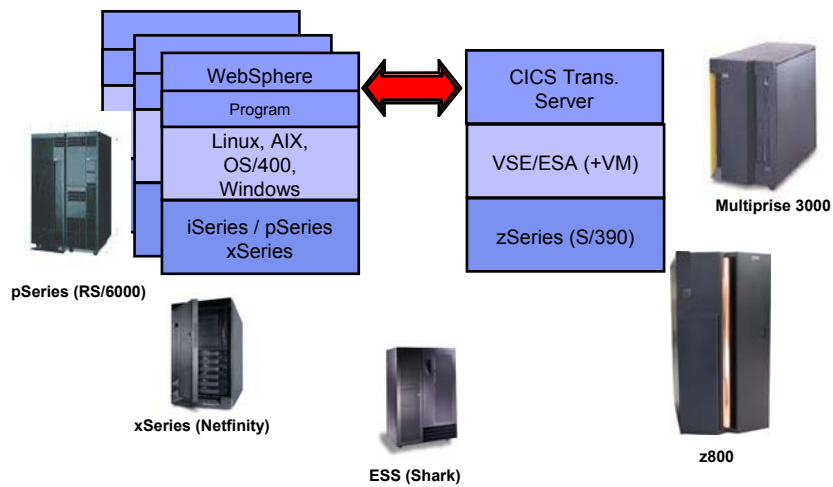 WebSphere
Program
Linux, AIX,
OS/400,
Windows
iSeries / pSeries
xSeries
CICS Trans.
Server
VSE/ESA (+VM)
zSeries (S/390)
Multiprise 3000
pSeries (RS/6000)
xSeries (Netfinity)
ESS (Shark)
z800